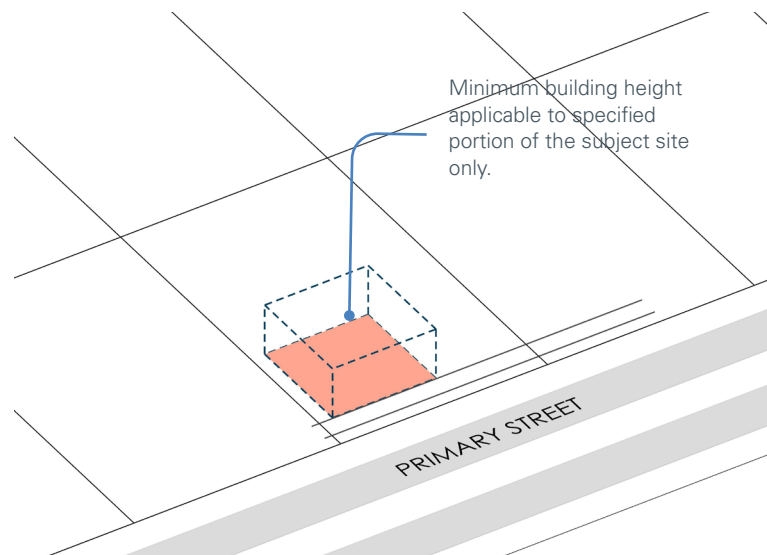 Minimum building height
applicable to specified
portion of the subject site
only.
PRIMARY STREET